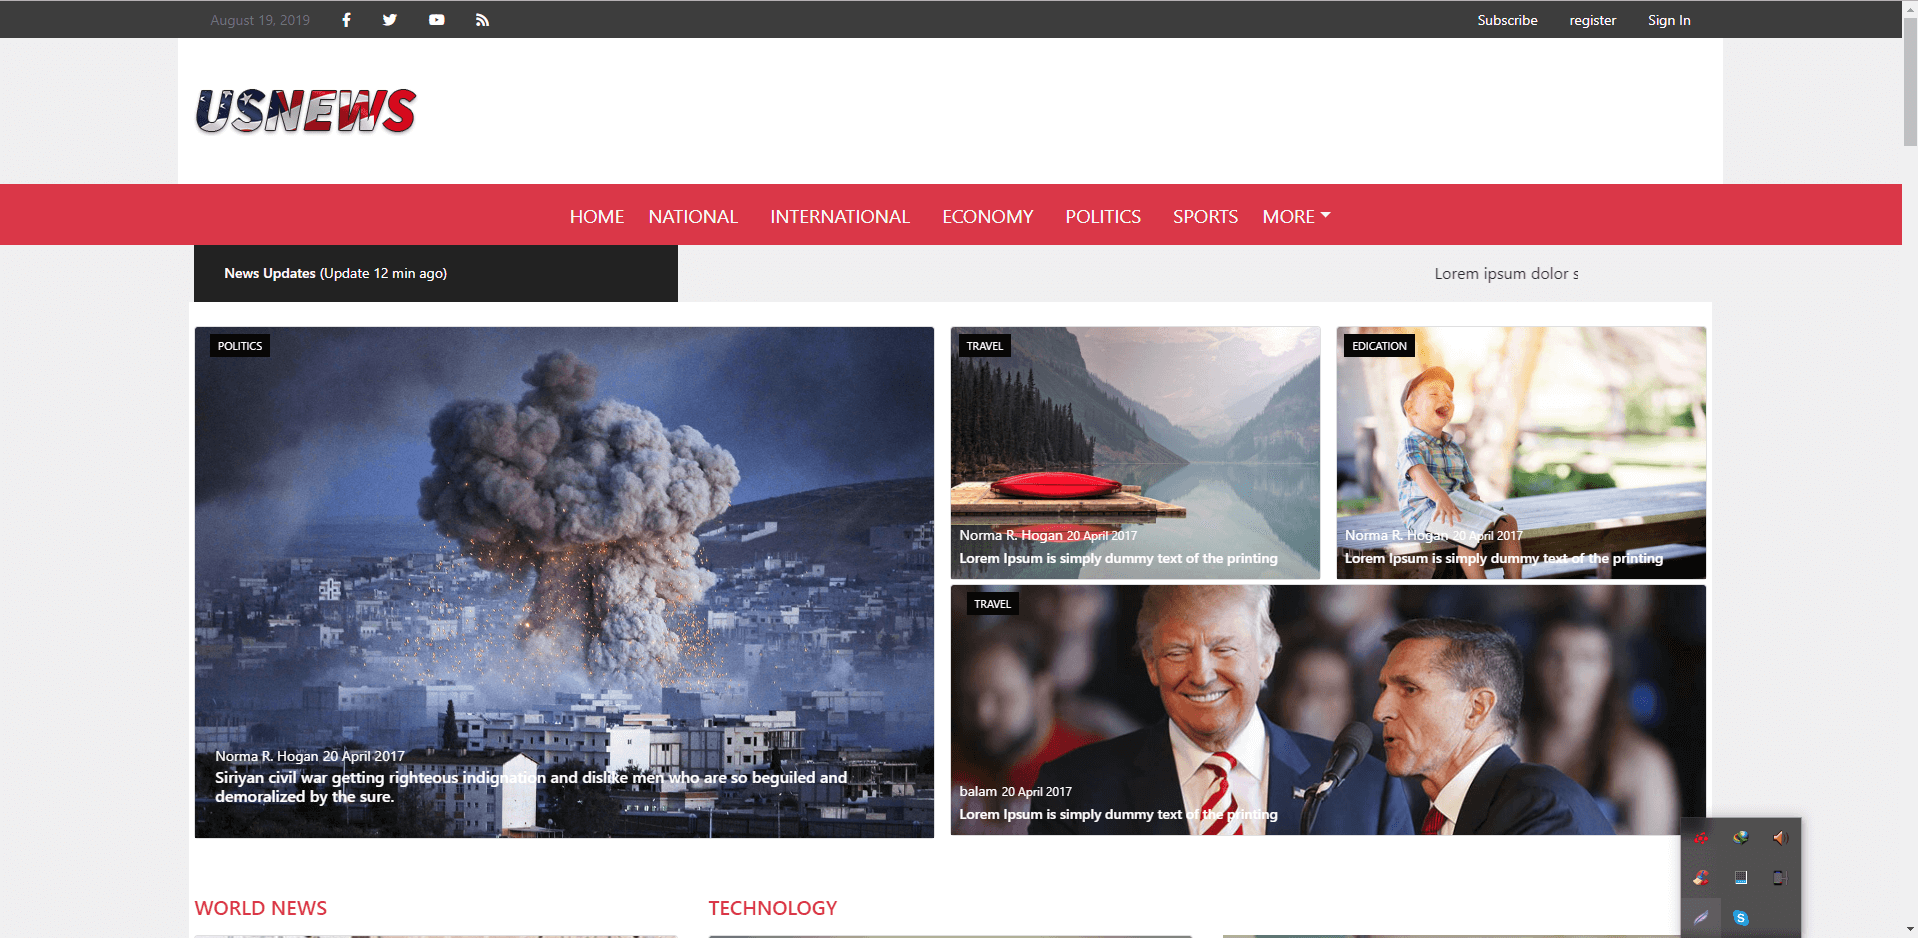 August 19, 2019
Subscribe register Sign In
USNEWS
HOME NATIONAL INTERNATIONAL ECONOMY POLITICS SPORTS MORE
News Updates (Update 12 min ago)
Lorem ipsum dolor s
POLITICS
Norma R. Hogan 20 April 2017
Siriyan civil war getting righteous indignation and dislike men who are so beguiled and
demoralized by the sure.
TRAVEL
Norma R. Hogan 20 April 2017
Lorem Ipsum is simply dummy text of the printing
EDICATION
Norma R. Hogan 20 April 2017
Lorem Ipsum is simply dummy text of the printing
TRAVEL
balam 20 April 2017
Lorem Ipsum is simply dummy text of the printing
WORLD NEWS
TECHNOLOGY